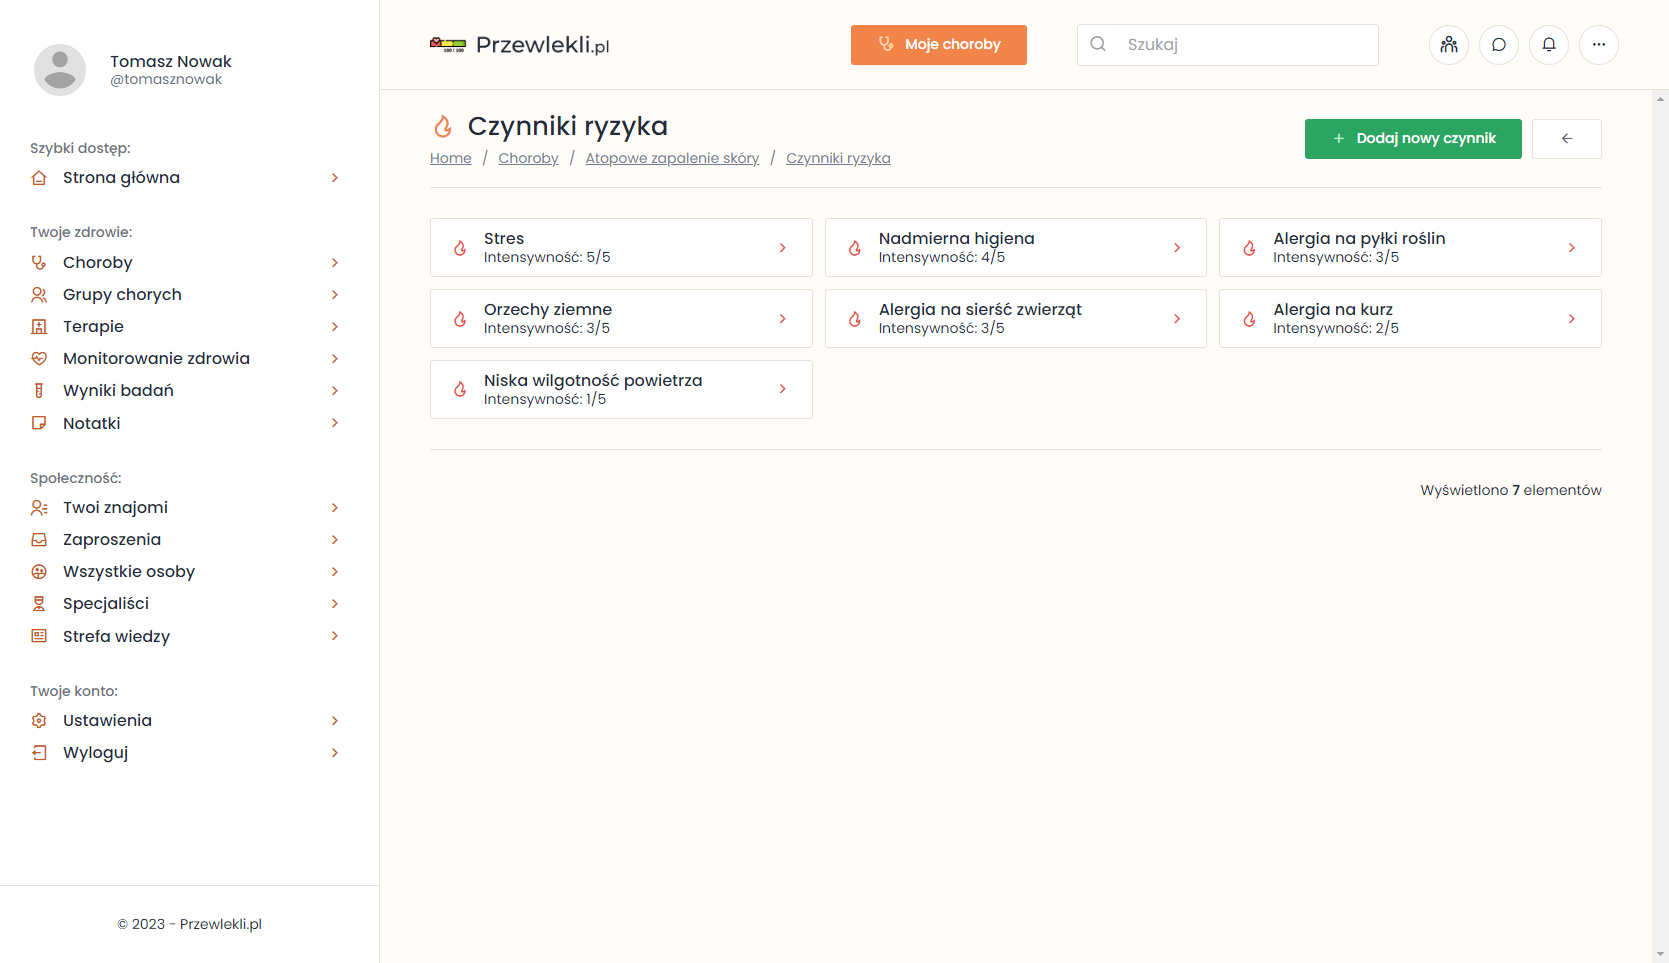 Tomasz Nowak
@tomasznowak
Szybki dostęp:
Strona główna
Twoje zdrowie:
Choroby
Grupy chorych
Terapie
Monitorowanie zdrowia
Wyniki badań
Notatki
Społeczność:
Twoi znajomi
Zaproszenia
Wszystkie osoby
Specjaliści
Strefa wiedzy
Twoje konto:
Ustawienia
Wyloguj
© 2023 - Przewlekli.pl
100 / 100
Przewlekli.pl
Moje choroby
Szukaj
Czynniki ryzyka
Home / Choroby / Atopowe zapalenie skóry / Czynniki ryzyka
+ Dodaj nowy czynnik
Stres
Intensywność: 5/5
Nadmierna higiena
Intensywność: 4/5
Alergia na pyłki roślin
Intensywność: 3/5
Orzechy ziemne
Intensywność: 3/5
Alergia na sierść zwierząt
Intensywność: 3/5
Alergia na kurz
Intensywność: 2/5
Niska wilgotność powietrza
Intensywność: 1/5
Wyświetlono 7 elementów